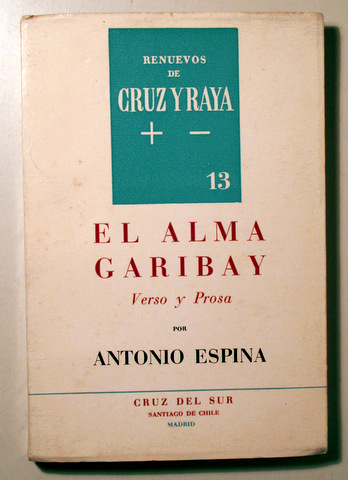 RENUEVOS
DE
CRUZ Y RAYA
+ −
13
EL ALMA
GARIBAY
Verso y Prosa
POR
ANTONIO ESPINA
CRUZ DEL SUR
SANTIAGO DE CHILE
MADRID